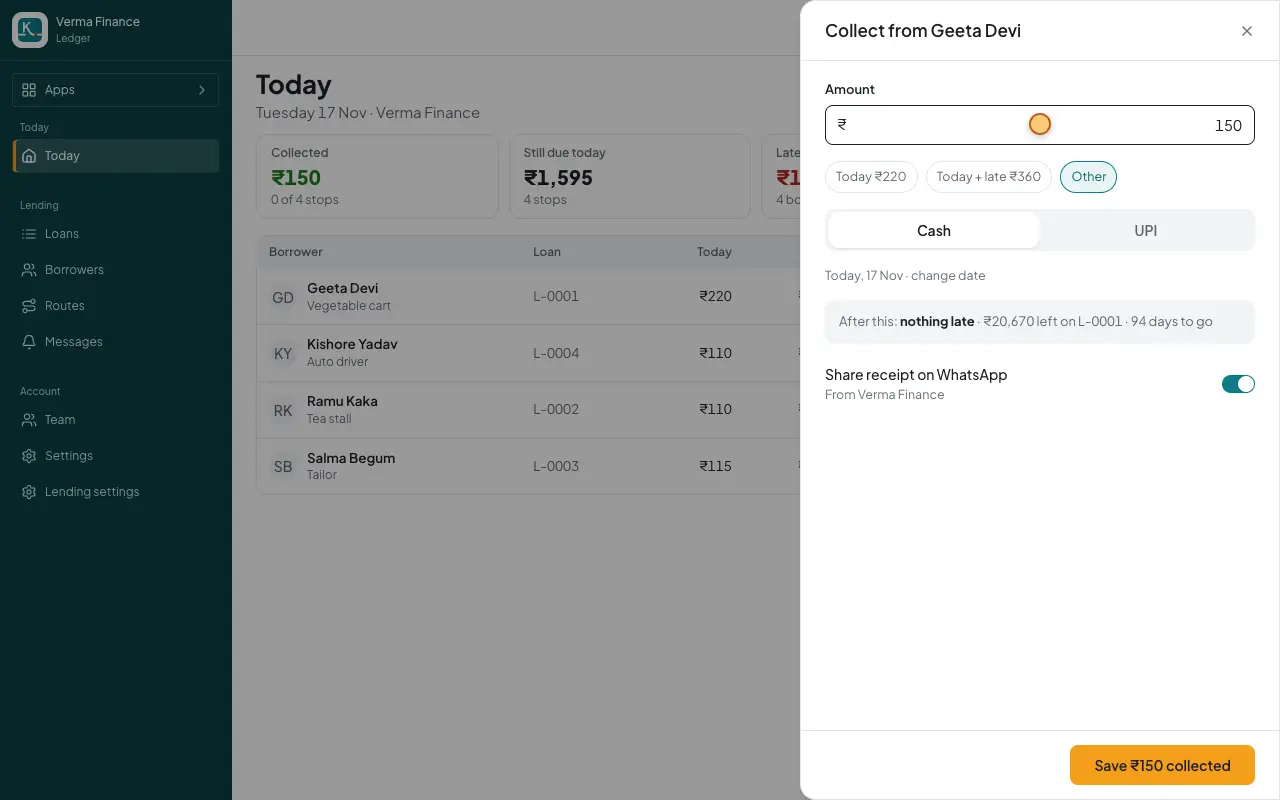 Verma Finance
Ledger
Apps
Today
Today
Lending
Loans
Borrowers
Routes
Messages
Account
Team
Settings
Lending settings
Today
Tuesday 17 Nov · Verma Finance
Collected
₹150
0 of 4 stops
Still due today
₹1,595
4 stops
Late
Borrower Loan Today
GD Geeta Devi L-0001 ₹220
Vegetable cart
KY Kishore Yadav L-0004 ₹110
Auto driver
RK Ramu Kaka L-0002 ₹110
Tea stall
SB Salma Begum L-0003 ₹115
Tailor
Collect from Geeta Devi
Amount
₹ 150
Today ₹220 Today + late ₹360 Other
Cash UPI
Today, 17 Nov · change date
After this: nothing late · ₹20,670 left on L-0001 · 94 days to go
Share receipt on WhatsApp
From Verma Finance
Save ₹150 collected